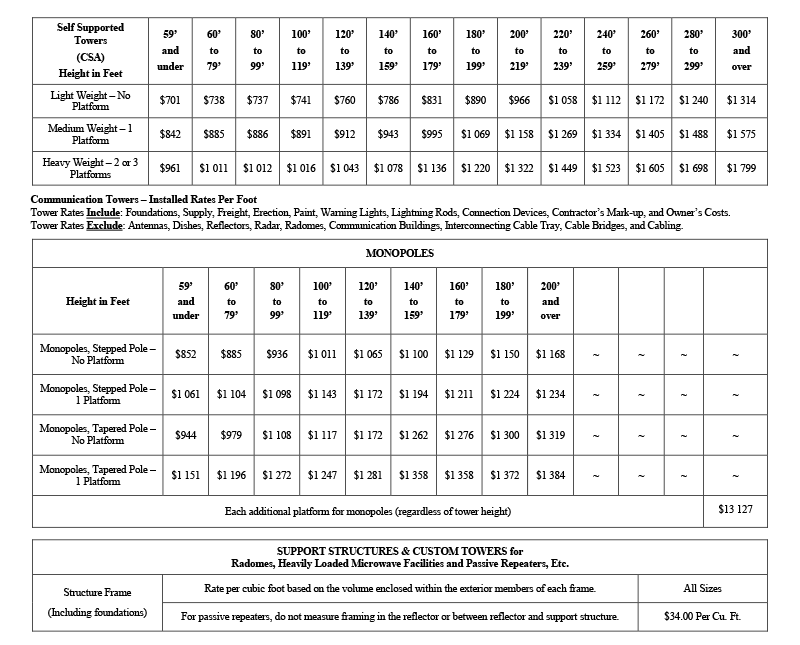 Self Supported Towers (CSA) Height in Feet 59’ and under 60’ to 79’ 80’ to 99’ 100’ to 119’ 120’ to 139’ 140’ to 159’ 160’ to 179’ 180’ to 199’ 200’ to 219’ 220’ to 239’ 240’ to 259’ 260’ to 279’ 280’ to 299’ 300’ and over
Light Weight – No Platform $701 $738 $737 $741 $760 $786 $831 $890 $966 $1 058 $1 112 $1 172 $1 240 $1 314
Medium Weight – 1 Platform $842 $885 $886 $891 $912 $943 $995 $1 069 $1 158 $1 269 $1 334 $1 405 $1 488 $1 575
Heavy Weight – 2 or 3 Platforms $961 $1 011 $1 012 $1 016 $1 043 $1 078 $1 136 $1 220 $1 322 $1 449 $1 523 $1 605 $1 698 $1 799
Communication Towers – Installed Rates Per Foot
Tower Rates Include: Foundations, Supply, Freight, Erection, Paint, Warning Lights, Lightning Rods, Connection Devices, Contractor’s Mark-up, and Owner’s Costs.
Tower Rates Exclude: Antennas, Dishes, Reflectors, Radar, Radomes, Communication Buildings, Interconnecting Cable Tray, Cable Bridges, and Cabling.
MONOPOLES
Height in Feet 59’ and under 60’ to 79’ 80’ to 99’ 100’ to 119’ 120’ to 139’ 140’ to 159’ 160’ to 179’ 180’ to 199’ 200’ and over
Monopoles, Stepped Pole – No Platform $852 $885 $936 $1 011 $1 065 $1 100 $1 129 $1 150 $1 168 ~ ~ ~ ~
Monopoles, Stepped Pole – 1 Platform $1 061 $1 104 $1 098 $1 143 $1 172 $1 194 $1 211 $1 224 $1 234 ~ ~ ~ ~
Monopoles, Tapered Pole – No Platform $944 $979 $1 108 $1 117 $1 172 $1 262 $1 276 $1 300 $1 319 ~ ~ ~ ~
Monopoles, Tapered Pole – 1 Platform $1 151 $1 196 $1 272 $1 247 $1 281 $1 358 $1 358 $1 372 $1 384 ~ ~ ~ ~
Each additional platform for monopoles (regardless of tower height) $13 127
SUPPORT STRUCTURES & CUSTOM TOWERS for
Radomes, Heavily Loaded Microwave Facilities and Passive Repeaters, Etc.
Structure Frame
(Including foundations)
Rate per cubic foot based on the volume enclosed within the exterior members of each frame. All Sizes
For passive repeaters, do not measure framing in the reflector or between reflector and support structure. $34.00 Per Cu. Ft.